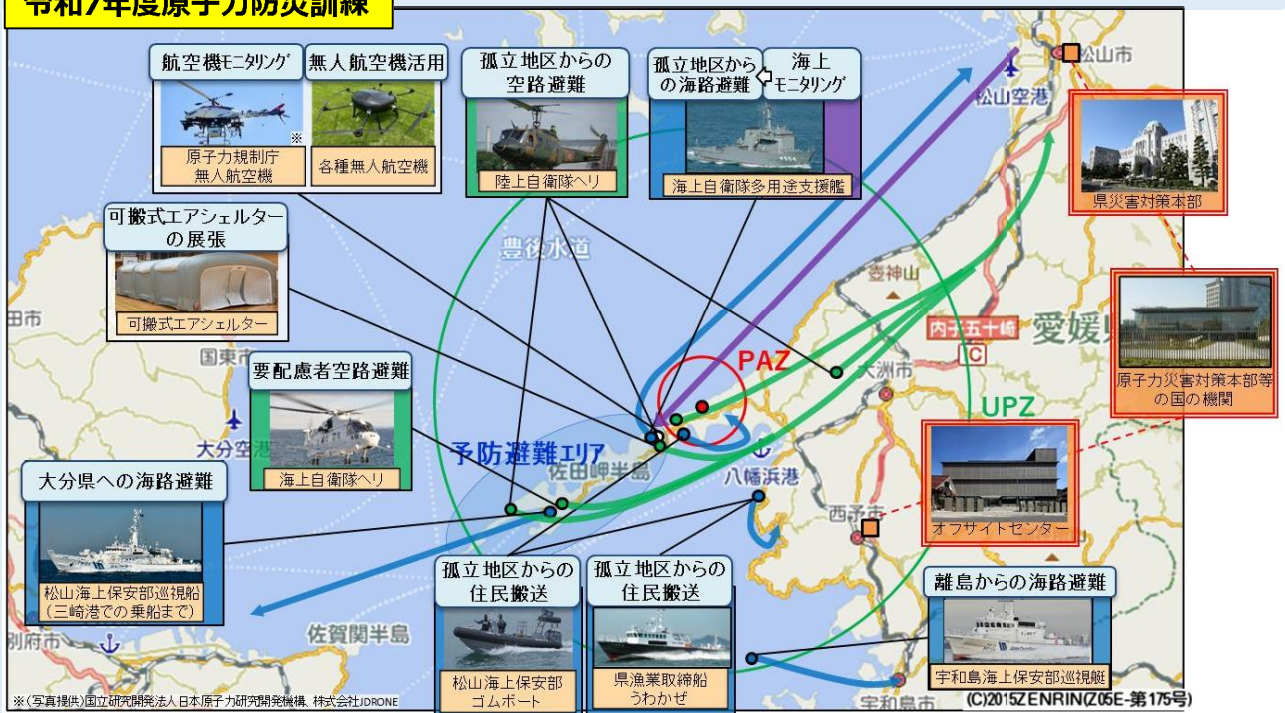 令和7年度原子力防災訓練
航空機モニタリング
無人航空機活用
※
原子力規制庁
無人航空機
各種無人航空機
孤立地区からの
空路避難
陸上自衛隊ヘリ
孤立地区から
の海路避難
海上
モニタリング
海上自衛隊多用途支援艦
松山市
松山空港
県災害対策本部
可搬式エアシェルター
の展張
可搬式エアシェルター
豊後水道
壺神山
内子五十崎
愛媛県
原子力災害対策本部等
の国の機関
田市
国東市
要配慮者空路避難
海上自衛隊ヘリ
PAZ
大洲市
UPZ
大分空港
予防避難エリア
佐田岬半島
八幡浜港
オフサイトセンター
西予市
大分県への海路避難
松山海上保安部巡視船
(三崎港での乗船まで)
孤立地区からの
住民搬送
松山海上保安部
ゴムボート
孤立地区からの
住民搬送
県漁業取締船
うわかぜ
離島からの海路避難
宇和島海上保安部巡視艇
別府市
佐賀関半島
宇和島市
※(写真提供)国立研究開発法人日本原子力研究開発機構、株式会社JDRONE
(C)2015ZENRIN(Z05E-第175号)